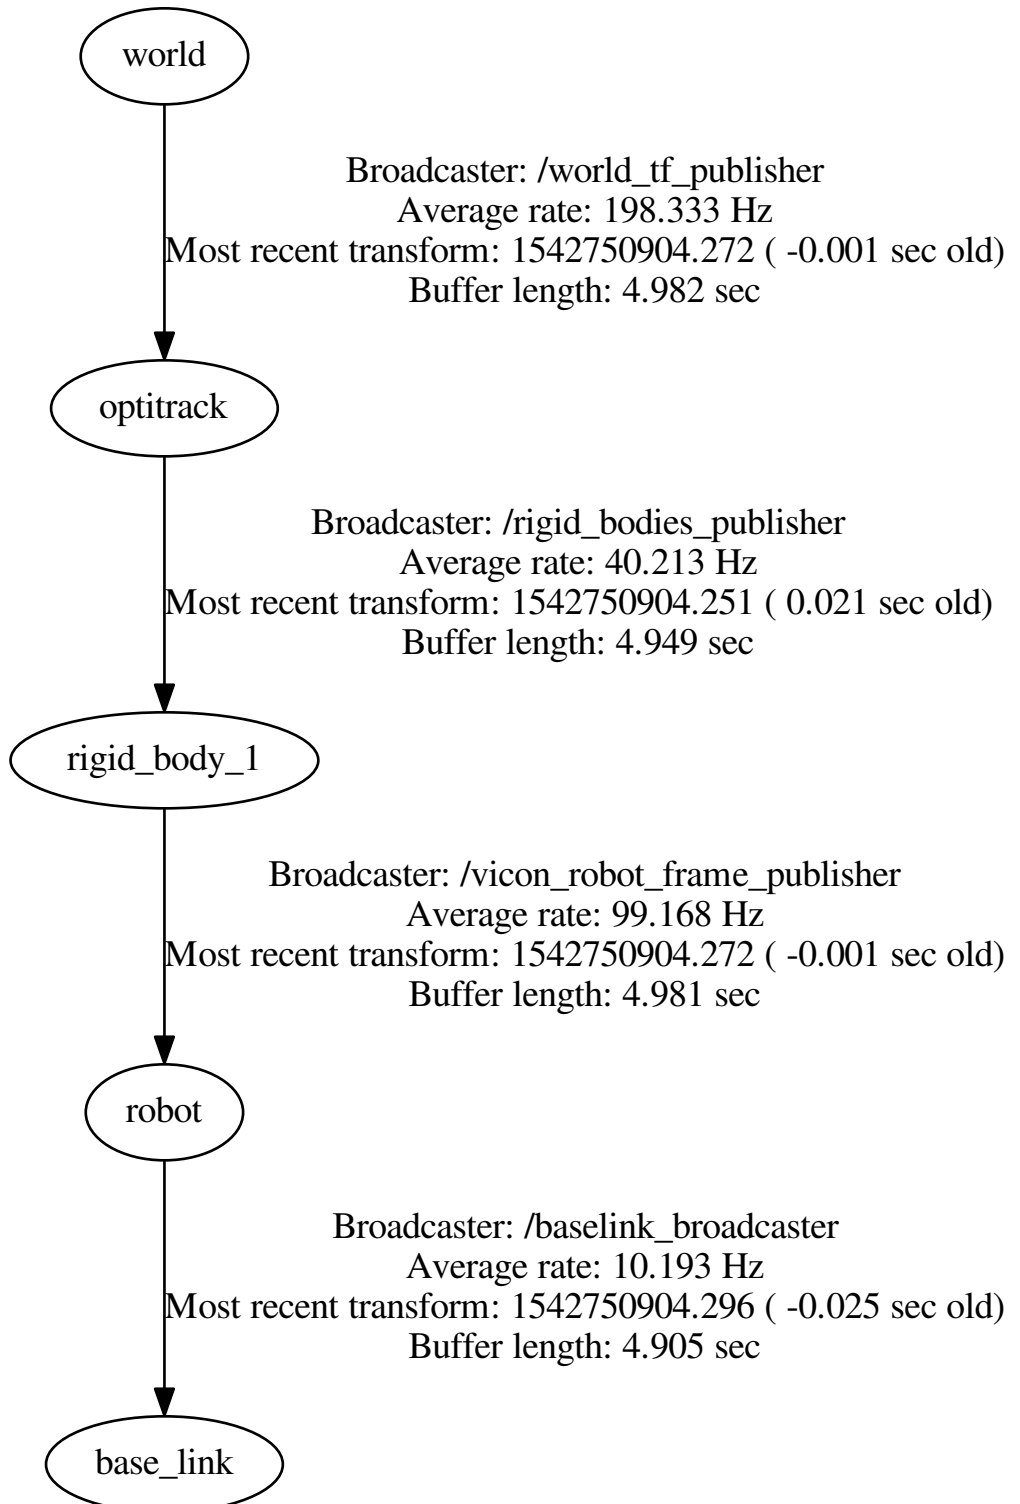 world
Broadcaster: /world_tf_publisher
Average rate: 198.333 Hz
Most recent transform: 1542750904.272 ( -0.001 sec old)
Buffer length: 4.982 sec
optitrack
Broadcaster: /rigid_bodies_publisher
Average rate: 40.213 Hz
Most recent transform: 1542750904.251 ( 0.021 sec old)
Buffer length: 4.949 sec
rigid_body_1
Broadcaster: /vicon_robot_frame_publisher
Average rate: 99.168 Hz
Most recent transform: 1542750904.272 ( -0.001 sec old)
Buffer length: 4.981 sec
robot
Broadcaster: /baselink_broadcaster
Average rate: 10.193 Hz
Most recent transform: 1542750904.296 ( -0.025 sec old)
Buffer length: 4.905 sec
base_link